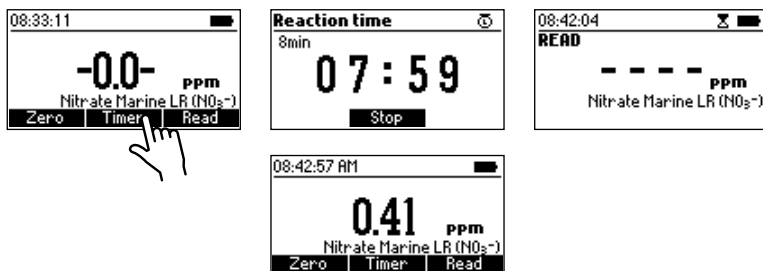 08:33:11
-0.0- ppm
Nitrate Marine LR (NO₃⁻)
Zero Timer Read
Reaction time
8min
07:59
Stop
08:42:04
READ
---- ppm
Nitrate Marine LR (NO₃⁻)
08:42:57 AM
0.41 ppm
Nitrate Marine LR (NO₃⁻)
Zero Timer Read